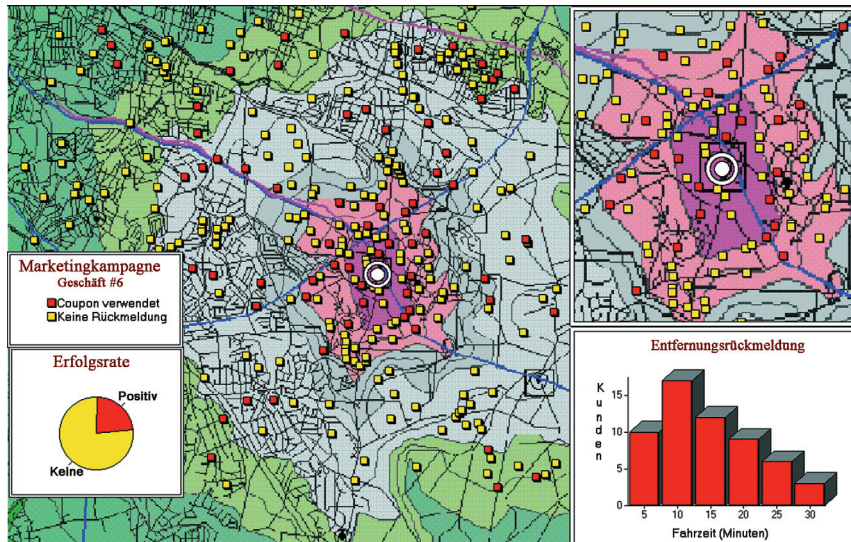 Marketingkampagne
Geschäft #6
Coupon verwendet
Keine Rückmeldung
Erfolgsrate
Positiv
Keine
Entfernungsrückmeldung
Kunden
15
10
5
0
5 10 15 20 25 30
Fahrzeit (Minuten)